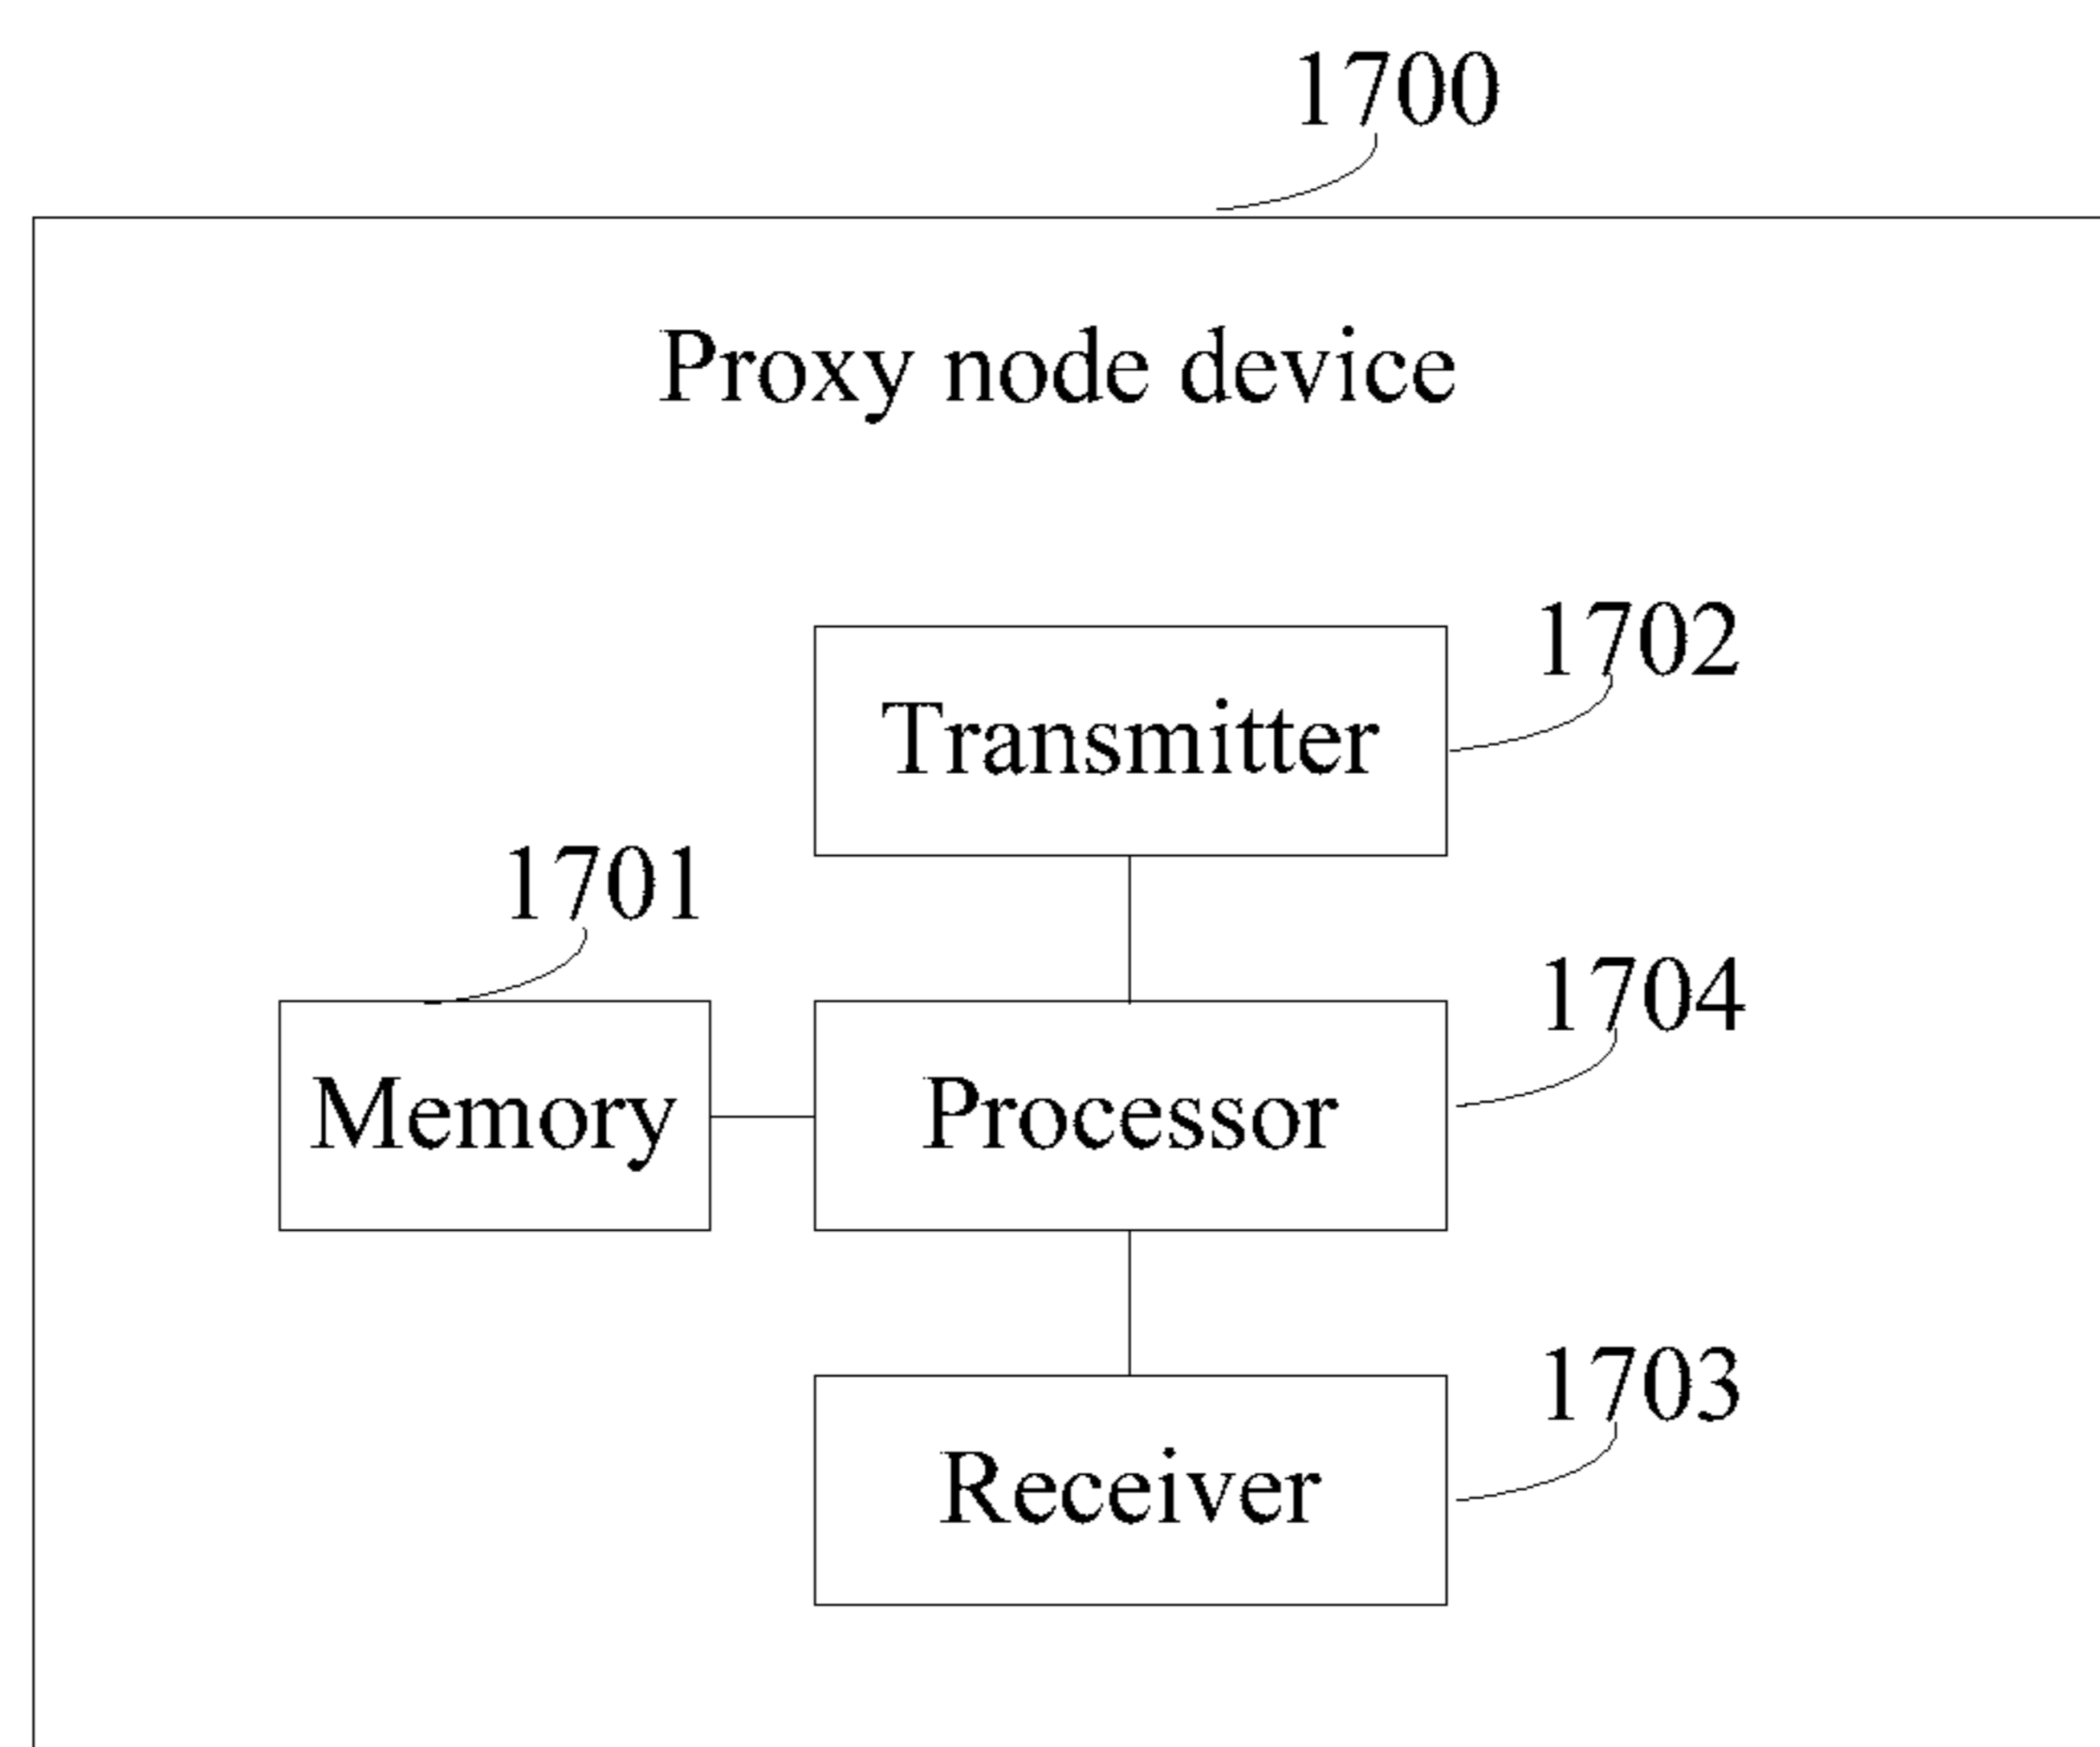 1700
Proxy node device
1702
Transmitter
1701
1704
Memory
Processor
1703
Receiver